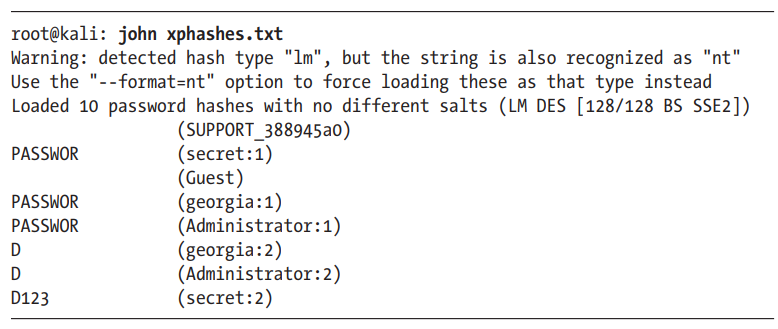 root@kali: john xphashes.txt
Warning: detected hash type "lm", but the string is also recognized as "nt"
Use the "--format=nt" option to force loading these as that type instead
Loaded 10 password hashes with no different salts (LM DES [128/128 BS SSE2])
(SUPPORT_388945a0)
PASSWOR (secret:1)
(Guest)
PASSWOR (georgia:1)
PASSWOR (Administrator:1)
D (georgia:2)
D (Administrator:2)
D123 (secret:2)